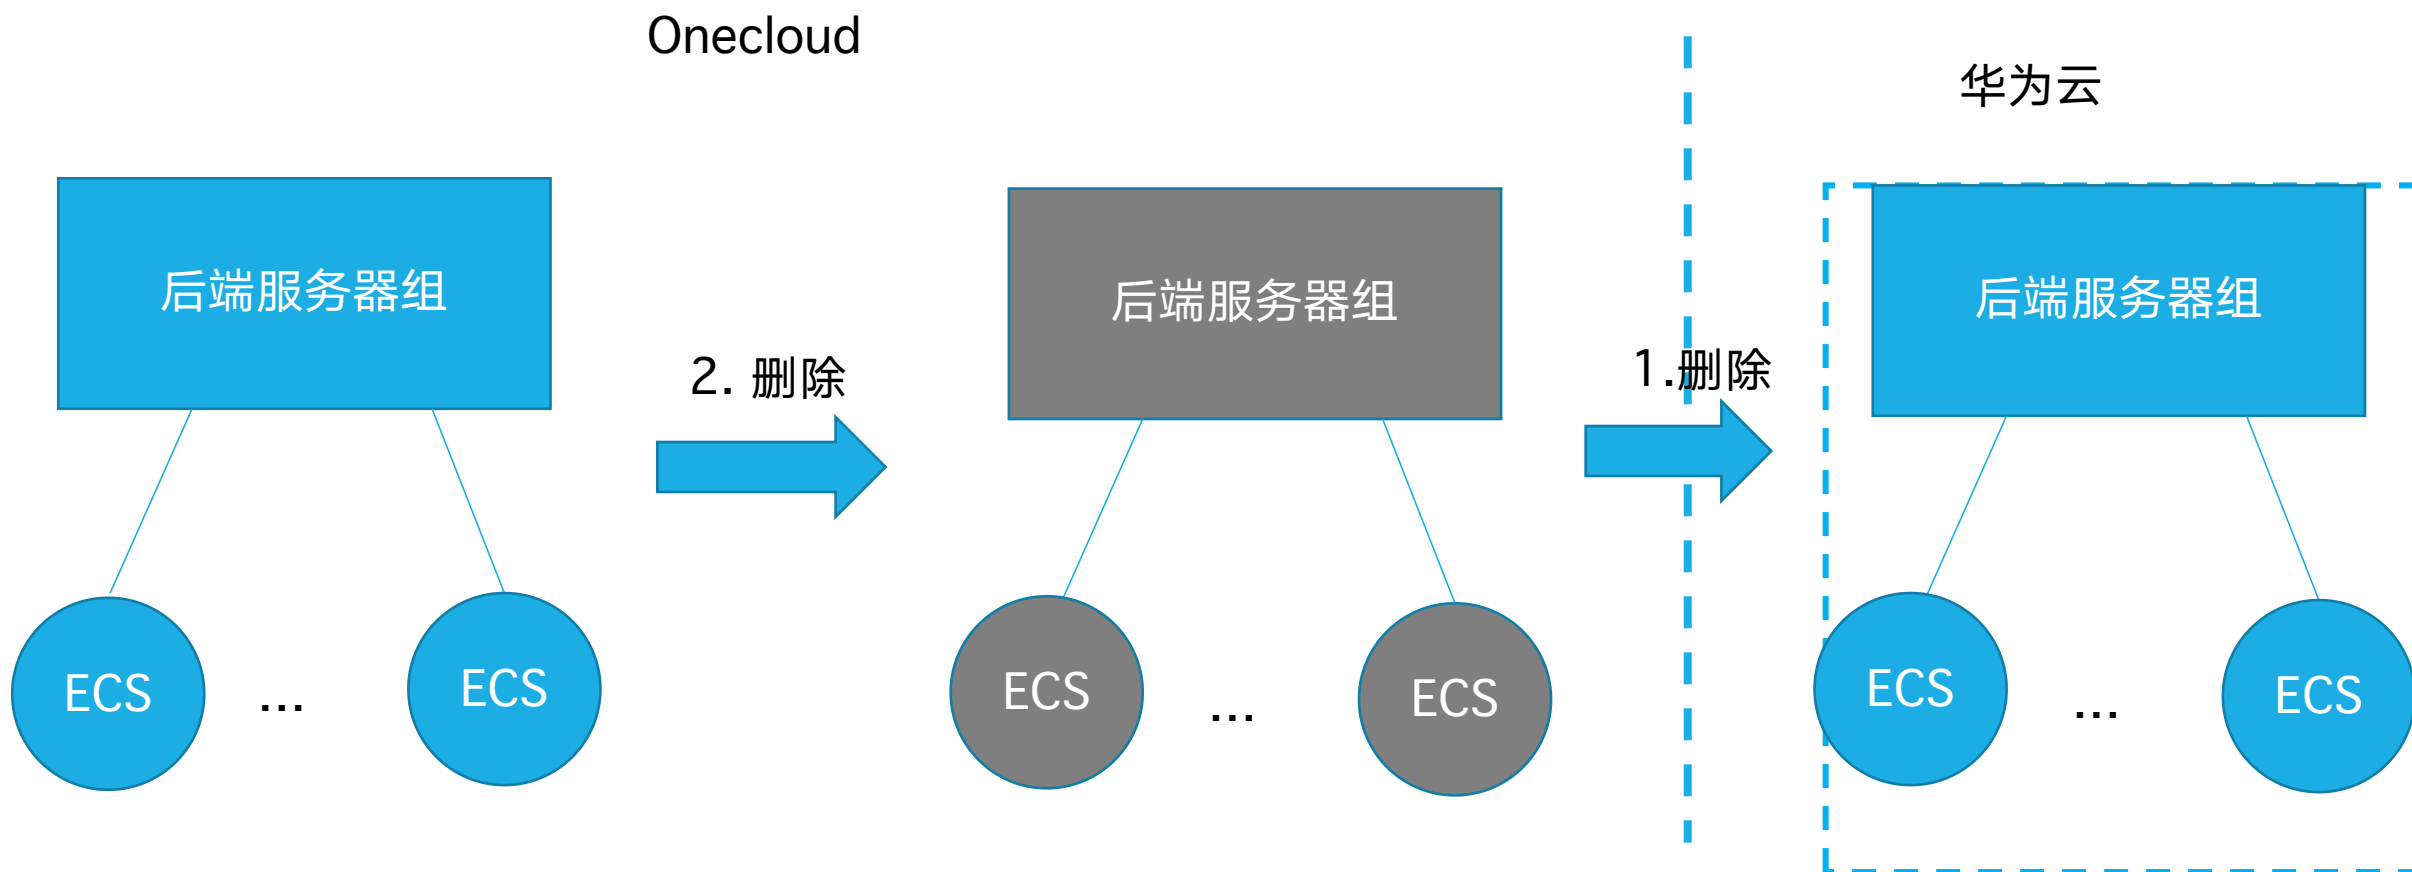 Onecloud
华为云
后端服务器组
后端服务器组
后端服务器组
2. 删除
1.删除
ECS
...
ECS
ECS
...
ECS
ECS
...
ECS